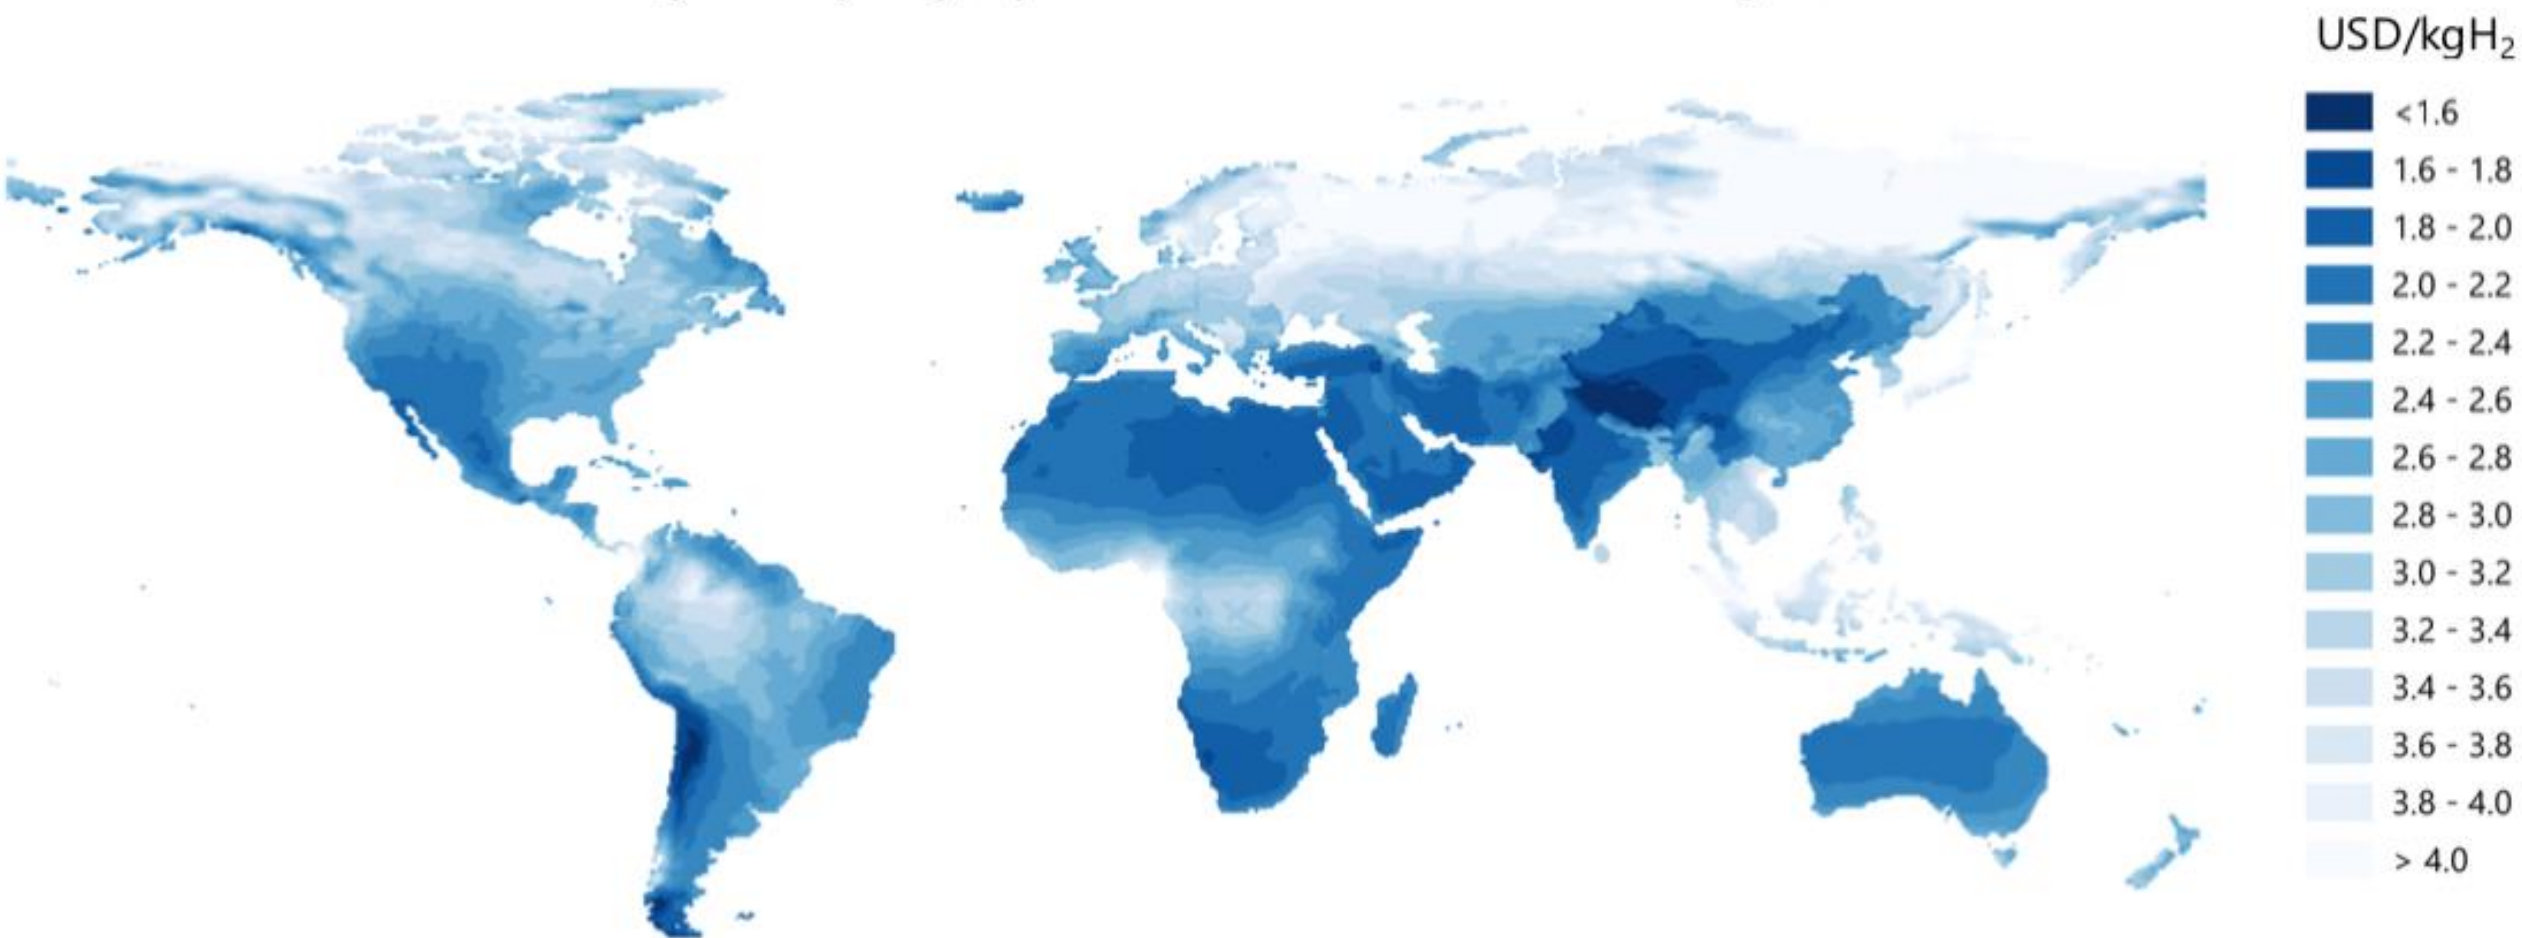 USD/kgH₂
<1.6
1.6 - 1.8
1.8 - 2.0
2.0 - 2.2
2.2 - 2.4
2.4 - 2.6
2.6 - 2.8
2.8 - 3.0
3.0 - 3.2
3.2 - 3.4
3.4 - 3.6
3.6 - 3.8
3.8 - 4.0
> 4.0